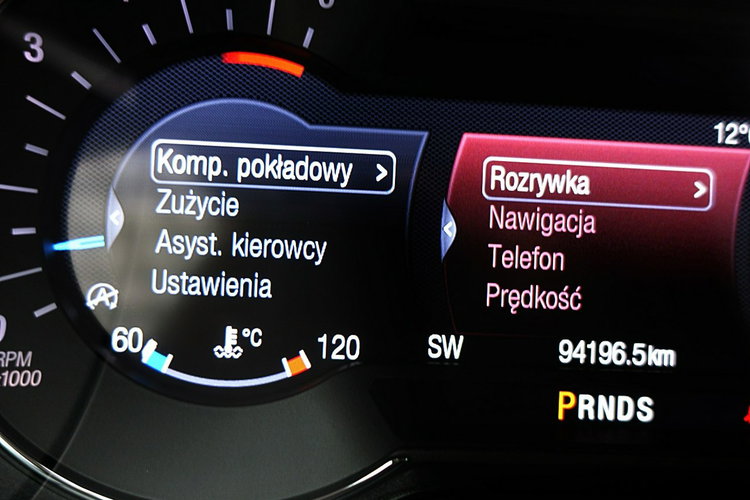 3
12°
Komp. pokładowy >
Zużycie
Asyst. kierowcy
Ustawienia
Rozrywka >
Nawigacja
Telefon
Prędkość
60 °C 120
SW
94196.5km
RPM
x1000
PRNDS